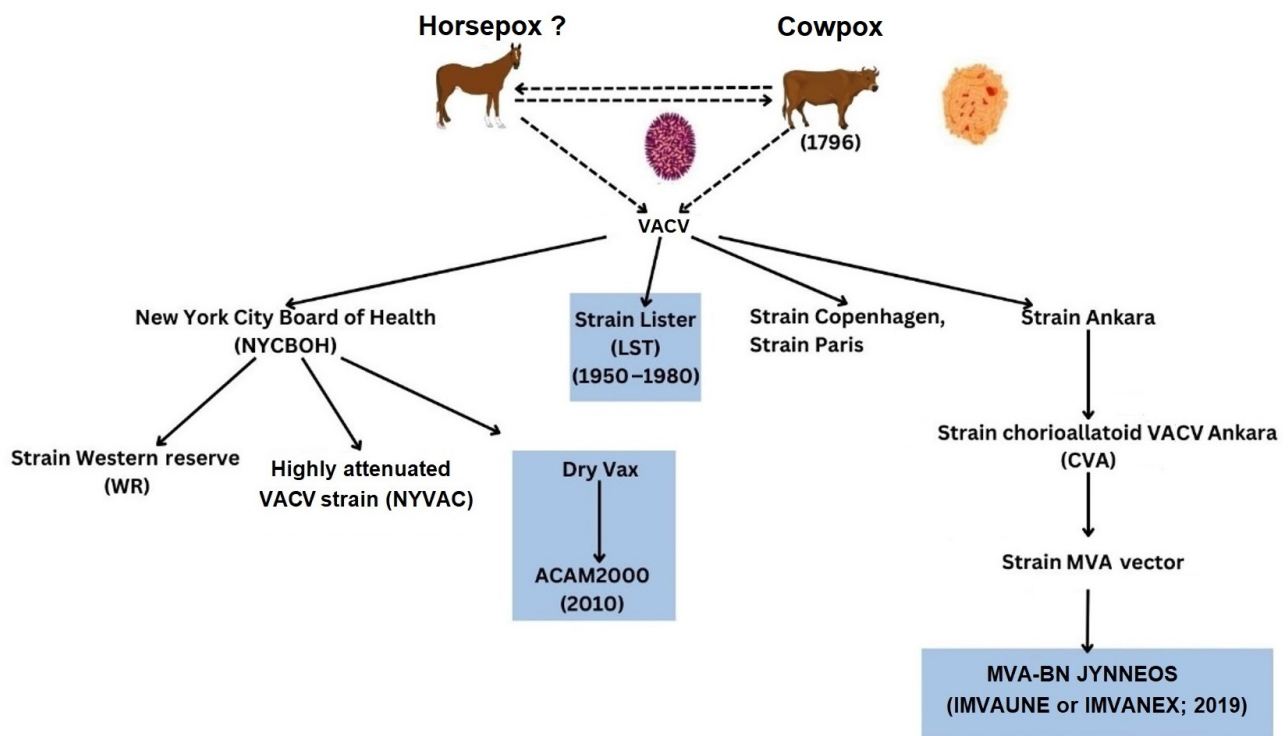 Horsepox ?
Cowpox
(1796)
VACV
New York City Board of Health
(NYCBOH)
Strain Lister
(LST)
(1950–1980)
Strain Copenhagen,
Strain Paris
Strain Ankara
Strain Western reserve
(WR)
Highly attenuated
VACV strain (NYVAC)
Dry Vax
ACAM2000
(2010)
Strain chorioallatoid VACV Ankara
(CVA)
Strain MVA vector
MVA-BN JYNNEOS
(IMVAUNE or IMVANEX; 2019)